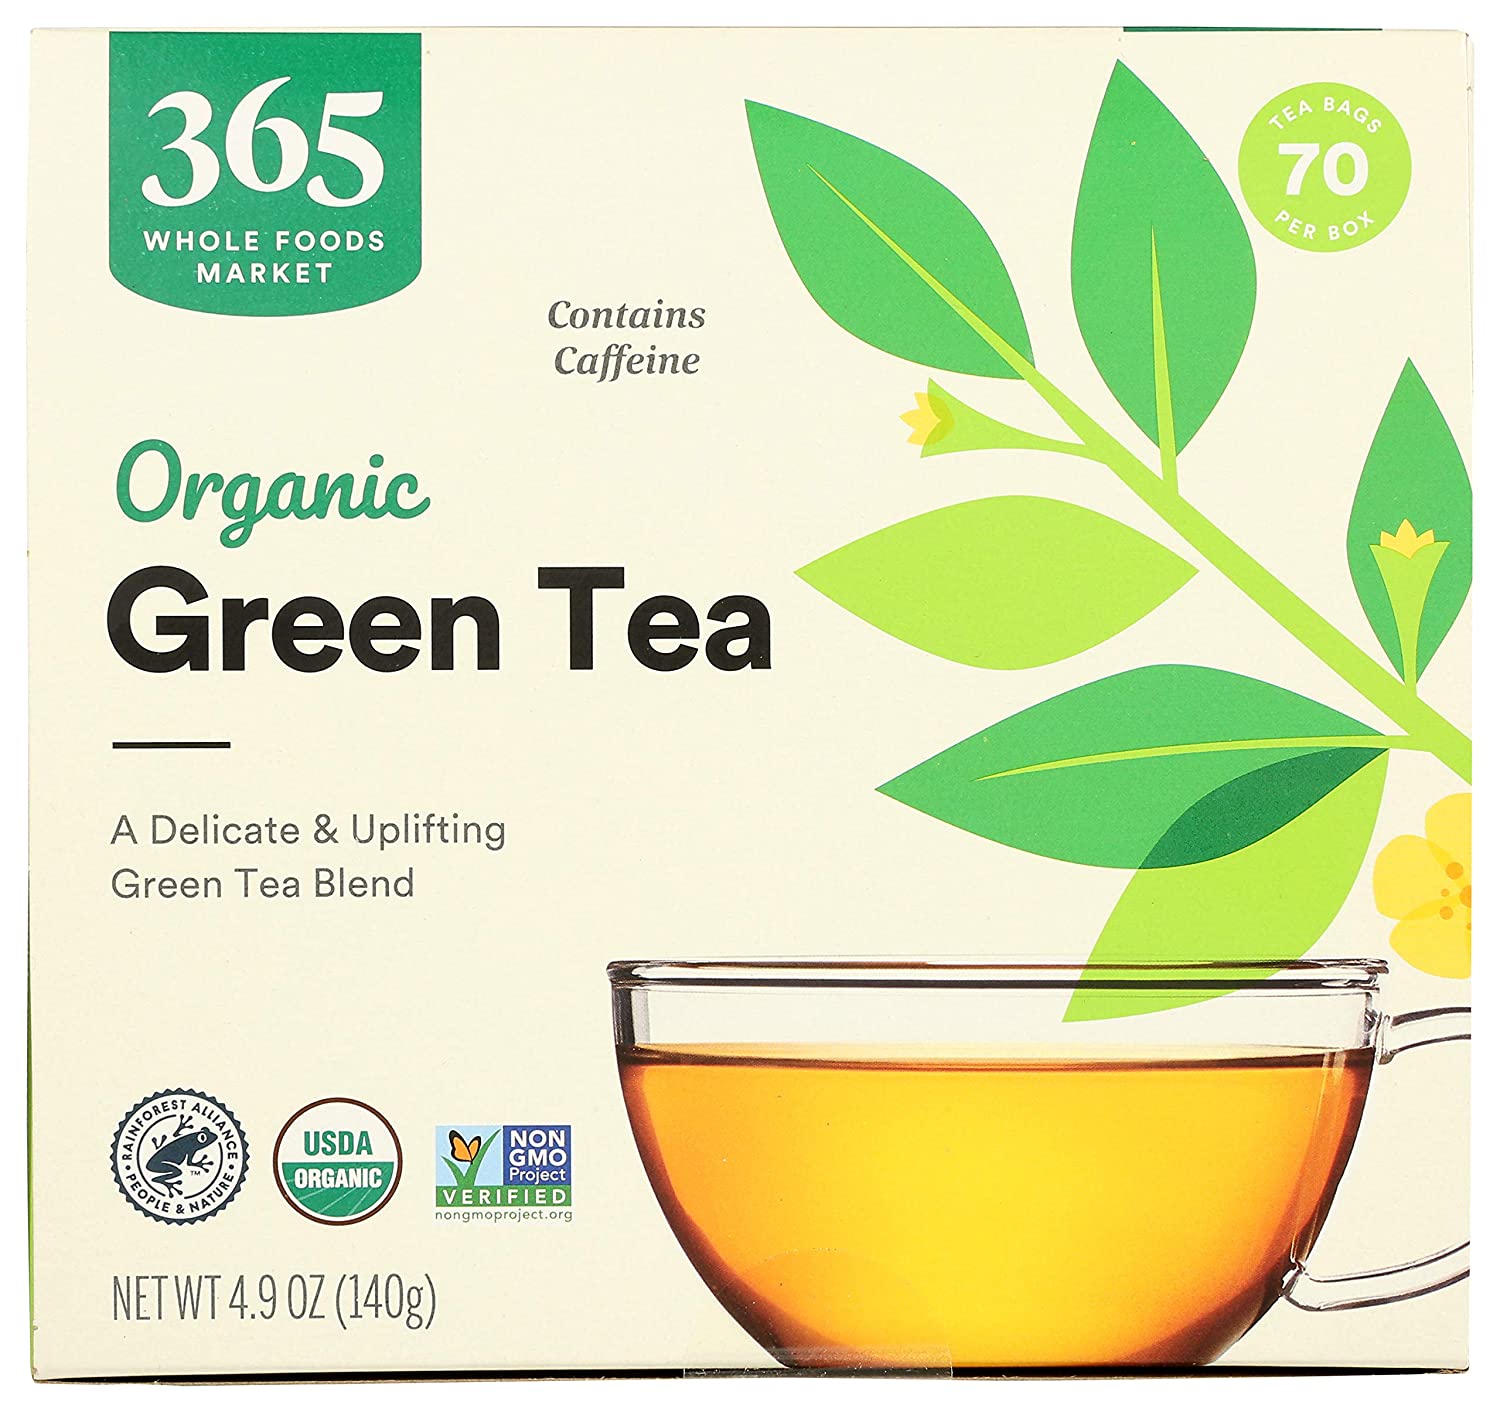 365
WHOLE FOODS
MARKET
TEA BAGS
70
PER BOX
Contains
Caffeine
Organic
Green Tea
A Delicate & Uplifting
Green Tea Blend
RAINFOREST ALLIANCE
PEOPLE & NATURE
TM
USDA
ORGANIC
NON
GMO
Project
VERIFIED
nongmoproject.org
NET WT 4.9 OZ (140g)